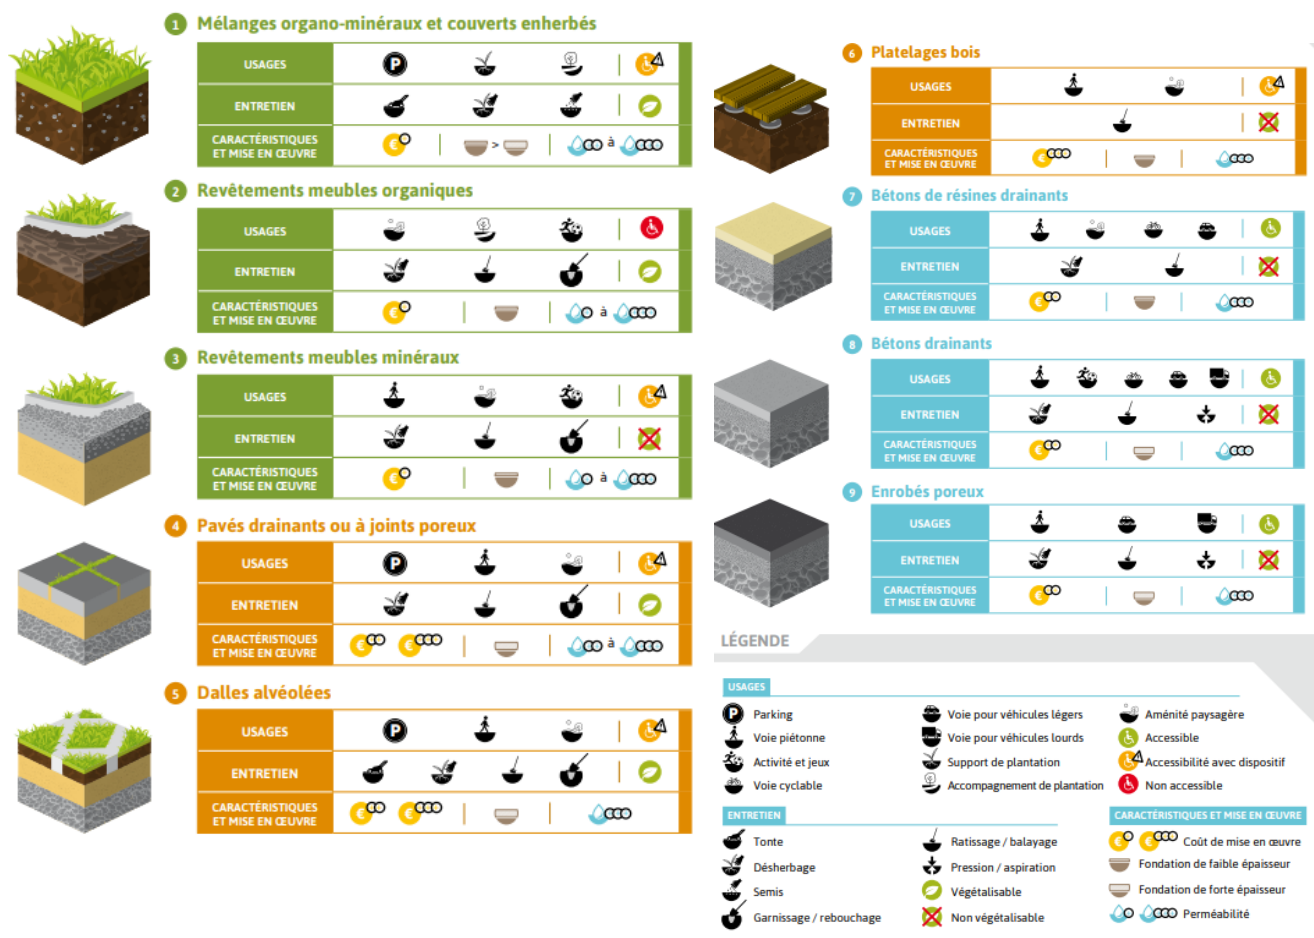 1 Mélanges organo-minéraux et couverts enherbés
USAGES
P
ENTRETIEN
CARACTÉRISTIQUES
ET MISE EN ŒUVRE
€
>
à
2 Revêtements meubles organiques
USAGES
ENTRETIEN
CARACTÉRISTIQUES
ET MISE EN ŒUVRE
€
à
3 Revêtements meubles minéraux
USAGES
ENTRETIEN
CARACTÉRISTIQUES
ET MISE EN ŒUVRE
€
à
4 Pavés drainants ou à joints poreux
USAGES
P
ENTRETIEN
CARACTÉRISTIQUES
ET MISE EN ŒUVRE
€ €
à
5 Dalles alvéolées
USAGES
P
ENTRETIEN
CARACTÉRISTIQUES
ET MISE EN ŒUVRE
€ €
6 Platelages bois
USAGES
ENTRETIEN
CARACTÉRISTIQUES
ET MISE EN ŒUVRE
€
7 Bétons de résines drainants
USAGES
ENTRETIEN
CARACTÉRISTIQUES
ET MISE EN ŒUVRE
€
8 Bétons drainants
USAGES
ENTRETIEN
CARACTÉRISTIQUES
ET MISE EN ŒUVRE
€
9 Enrobés poreux
USAGES
ENTRETIEN
CARACTÉRISTIQUES
ET MISE EN ŒUVRE
€
LÉGENDE
USAGES
P Parking
Voie piétonne
Activité et jeux
Voie cyclable
Voie pour véhicules légers
Voie pour véhicules lourds
Support de plantation
Accompagnement de plantation
Aménité paysagère
Accessible
Accessibilité avec dispositif
Non accessible
ENTRETIEN
Tonte
Désherbage
Semis
Garnissage / rebouchage
Ratissage / balayage
Pression / aspiration
Végétalisable
Non végétalisable
CARACTÉRISTIQUES ET MISE EN ŒUVRE
€ € Coût de mise en œuvre
Fondation de faible épaisseur
Fondation de forte épaisseur
Perméabilité